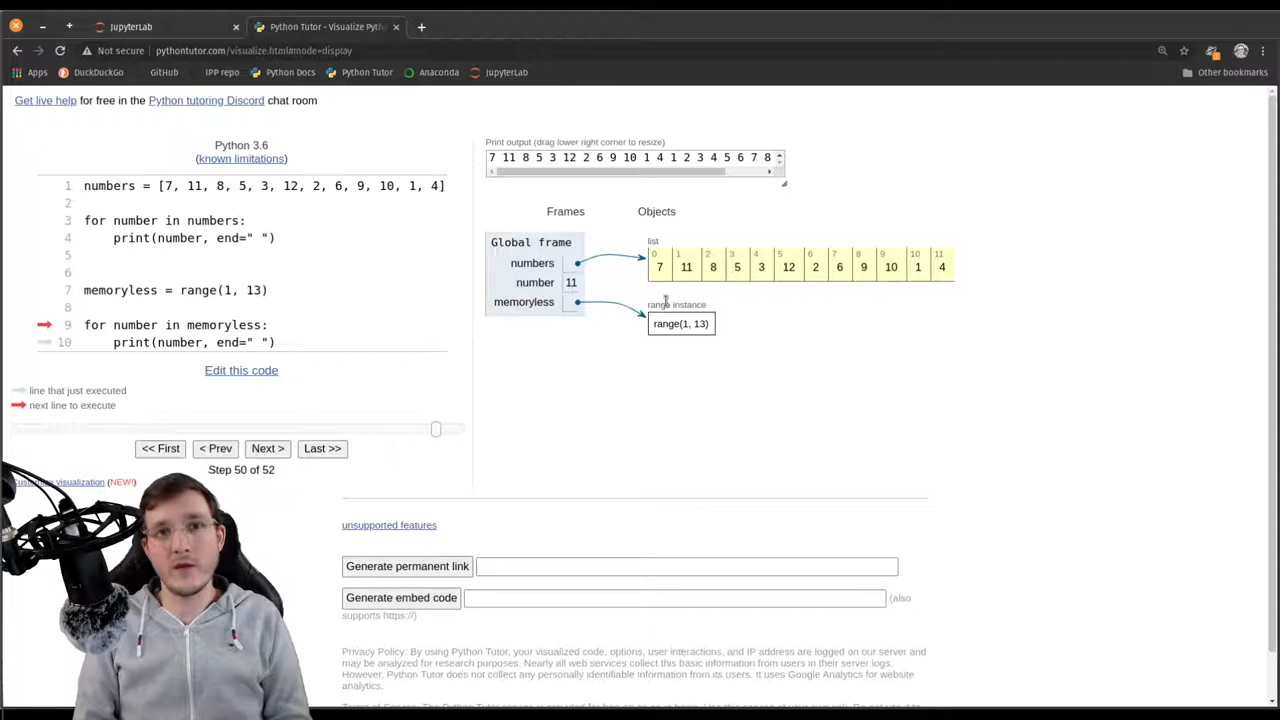 JupyterLab
Python Tutor - Visualize Pyth
Not secure
pythontutor.com/visualize.html#mode=display
Apps
DuckDuckGo
GitHub
IPP repo
Python Docs
Python Tutor
Anaconda
JupyterLab
Other bookmarks
Get live help for free in the Python tutoring Discord chat room
Python 3.6
(known limitations)
1 numbers = [7, 11, 8, 5, 3, 12, 2, 6, 9, 10, 1, 4]
2
3 for number in numbers:
4 print(number, end=" ")
5
6
7 memoryless = range(1, 13)
8
9 for number in memoryless:
10 print(number, end=" ")
Edit this code
line that just executed
next line to execute
<< First
< Prev
Next >
Last >>
Step 50 of 52
Customize visualization (NEW!)
Print output (drag lower right corner to resize)
7 11 8 5 3 12 2 6 9 10 1 4 1 2 3 4 5 6 7 8
Frames
Objects
Global frame
numbers
number 11
memoryless
list
0 1 2 3 4 5 6 7 8 9 10 11
7 11 8 5 3 12 2 6 9 10 1 4
range instance
range(1, 13)
unsupported features
Generate permanent link
Generate embed code
(also
supports https://)
Privacy Policy: By using Python Tutor, your visualized code, options, user interactions, and IP address are logged on our server and
may be analyzed for research purposes. Nearly all web services collect this basic information from users in their server logs.
However, Python Tutor does not collect any personally identifiable information from its users. It uses Google Analytics for website
analytics.